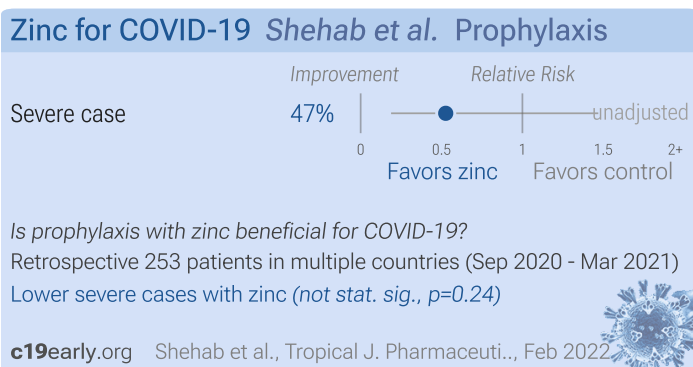 Zinc for COVID-19 Shehab et al. Prophylaxis
Improvement Relative Risk
Severe case 47% unadjusted
0 0.5 1 1.5 2+
Favors zinc Favors control
Is prophylaxis with zinc beneficial for COVID-19?
Retrospective 253 patients in multiple countries (Sep 2020 - Mar 2021)
Lower severe cases with zinc (not stat. sig., p=0.24)
c19early.org Shehab et al., Tropical J. Pharmaceuti.., Feb 2022